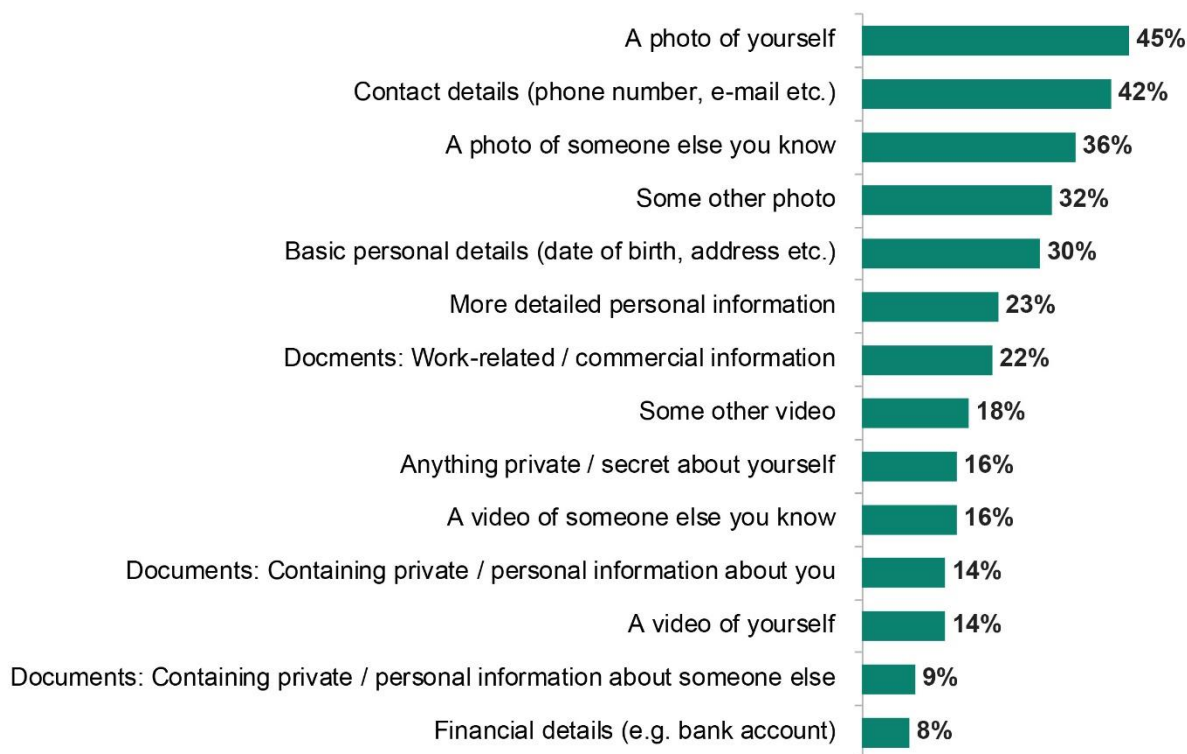 A photo of yourself 45%
Contact details (phone number, e-mail etc.) 42%
A photo of someone else you know 36%
Some other photo 32%
Basic personal details (date of birth, address etc.) 30%
More detailed personal information 23%
Docments: Work-related / commercial information 22%
Some other video 18%
Anything private / secret about yourself 16%
A video of someone else you know 16%
Documents: Containing private / personal information about you 14%
A video of yourself 14%
Documents: Containing private / personal information about someone else 9%
Financial details (e.g. bank account) 8%